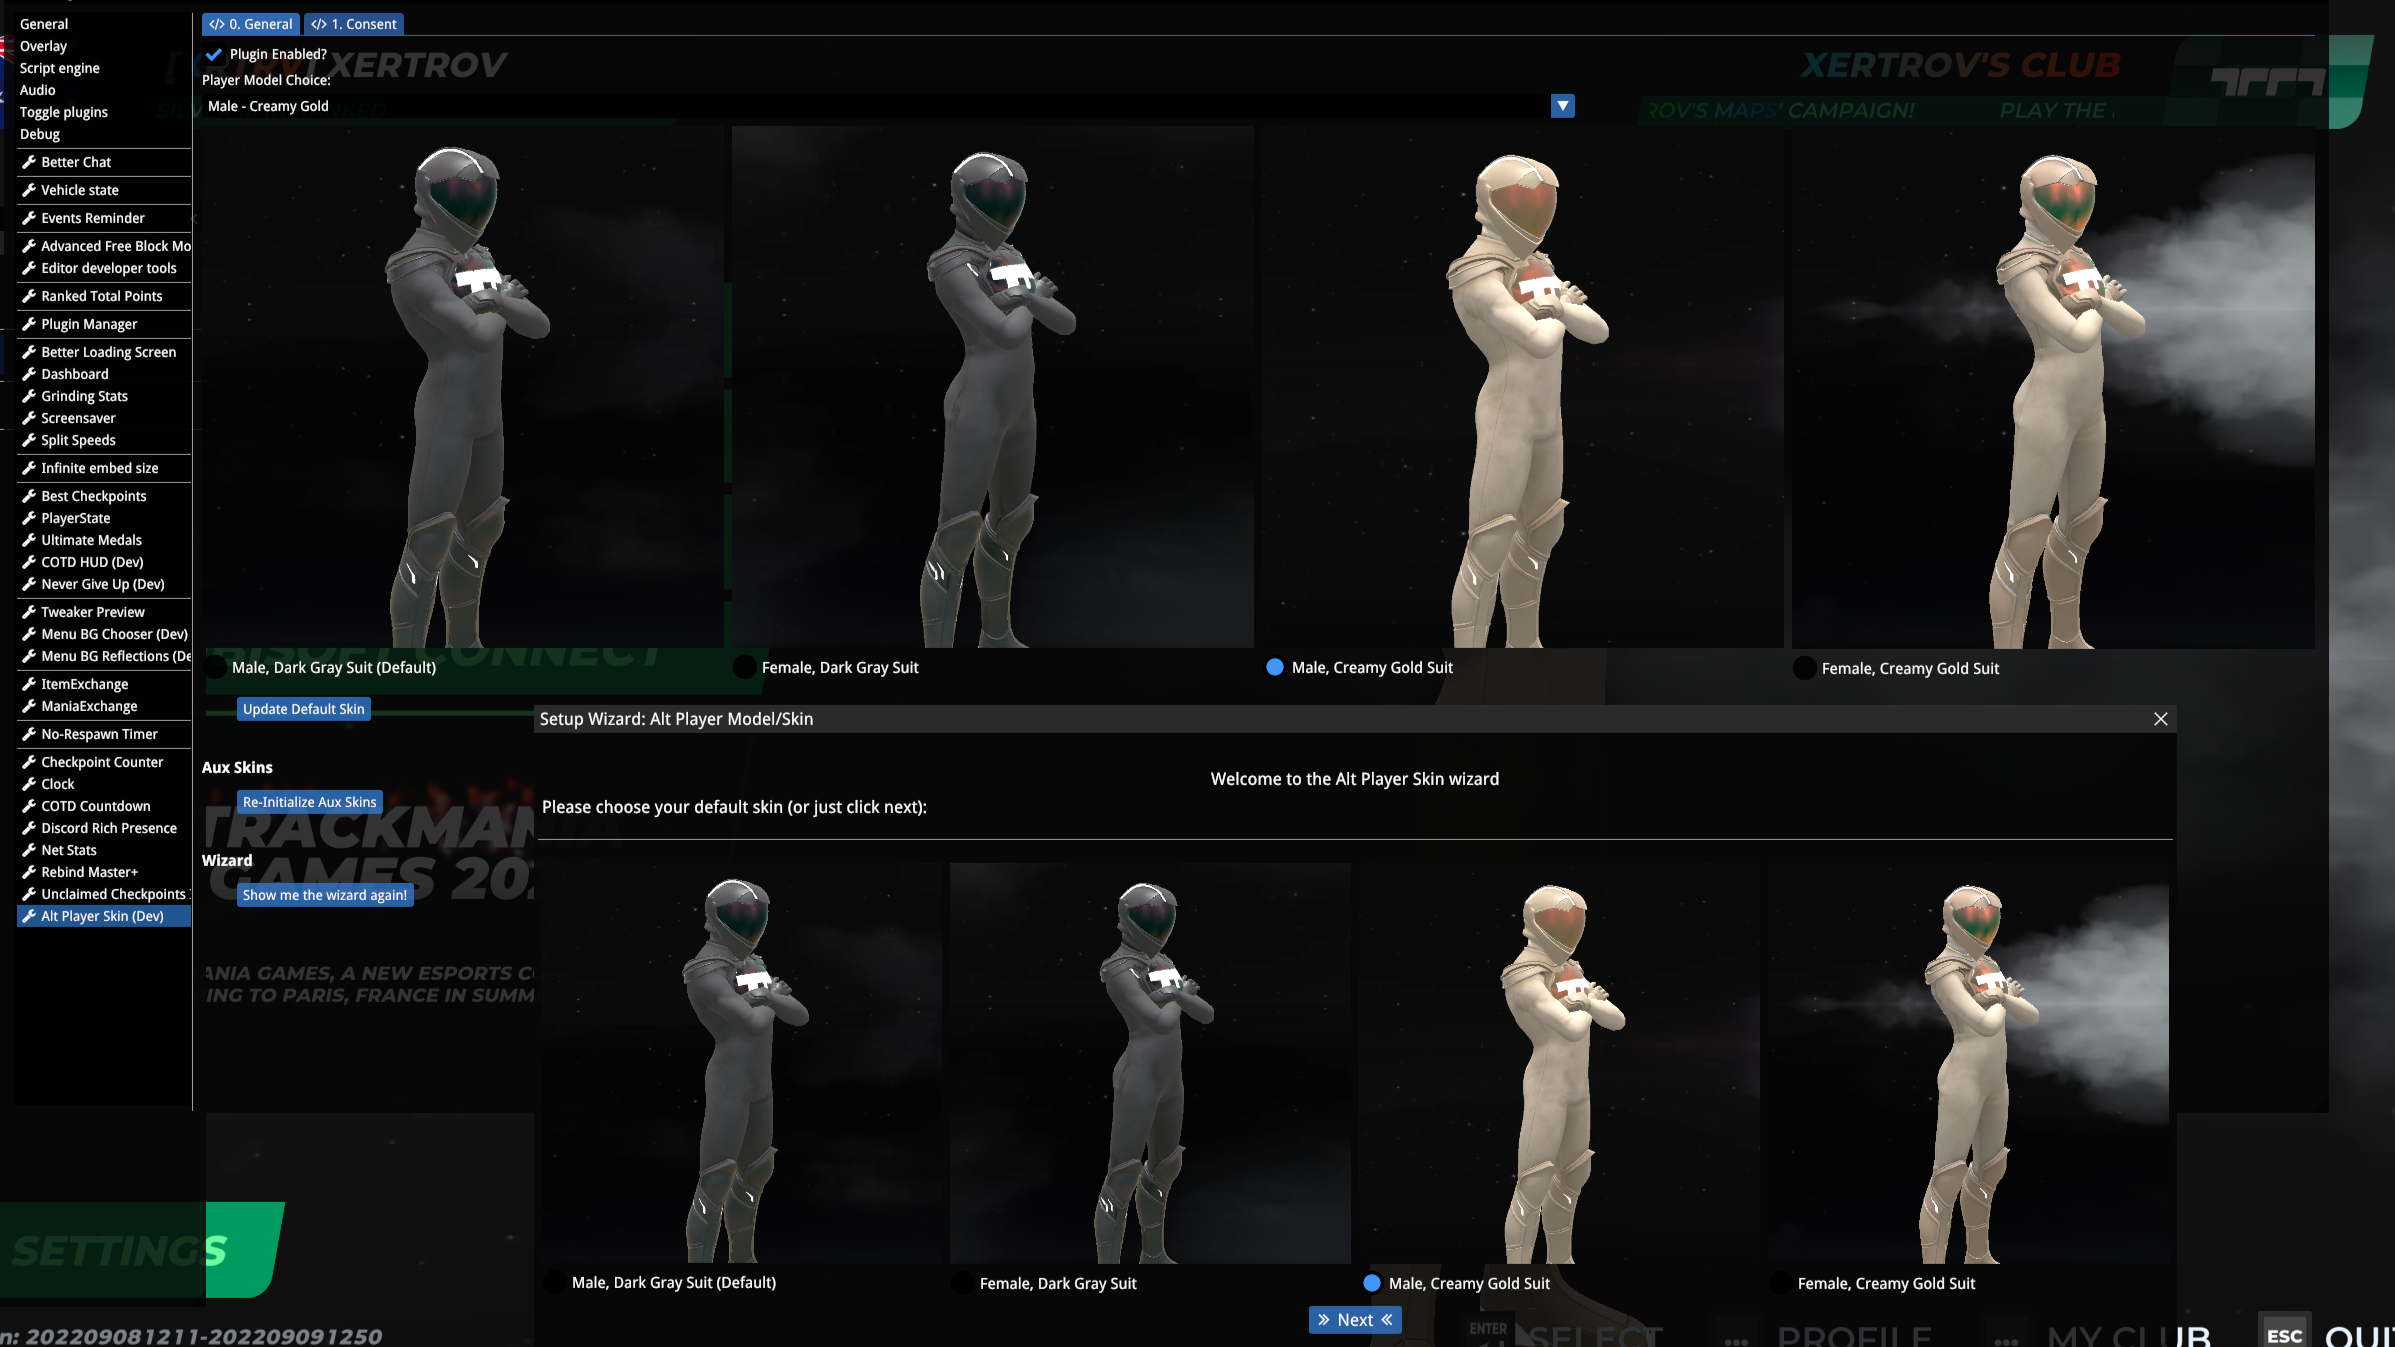 General
Overlay
Script engine
Audio
Toggle plugins
Debug
Better Chat
Vehicle state
Events Reminder
Advanced Free Block Mo
Editor developer tools
Ranked Total Points
Plugin Manager
Better Loading Screen
Dashboard
Grinding Stats
Screensaver
Split Speeds
Infinite embed size
Best Checkpoints
PlayerState
Ultimate Medals
COTD HUD (Dev)
Never Give Up (Dev)
Tweaker Preview
Menu BG Chooser (Dev)
Menu BG Reflections (De
ItemExchange
ManiaExchange
No-Respawn Timer
Checkpoint Counter
Clock
COTD Countdown
Discord Rich Presence
Net Stats
Rebind Master+
Unclaimed Checkpoints
Alt Player Skin (Dev)
0. General
1. Consent
Plugin Enabled?
XERTROV
XERTROV'S CLUB
Player Model Choice:
Male - Creamy Gold
ROV'S MAPS' CAMPAIGN!
PLAY THE
Male, Dark Gray Suit (Default)
Female, Dark Gray Suit
Male, Creamy Gold Suit
Female, Creamy Gold Suit
CONNECT
Update Default Skin
Aux Skins
Re-Initialize Aux Skins
TRACKMAN
GAMES 20
Wizard
Show me the wizard again!
ANIA GAMES, A NEW ESPORTS C
ING TO PARIS, FRANCE IN SUMM
Setup Wizard: Alt Player Model/Skin
Welcome to the Alt Player Skin wizard
Please choose your default skin (or just click next):
Male, Dark Gray Suit (Default)
Female, Dark Gray Suit
Male, Creamy Gold Suit
Female, Creamy Gold Suit
Next
SETTINGS
n: 202209081211-202209091250
ENTER
SELECT
PROFILE
MY CLUB
ESC
QUIT